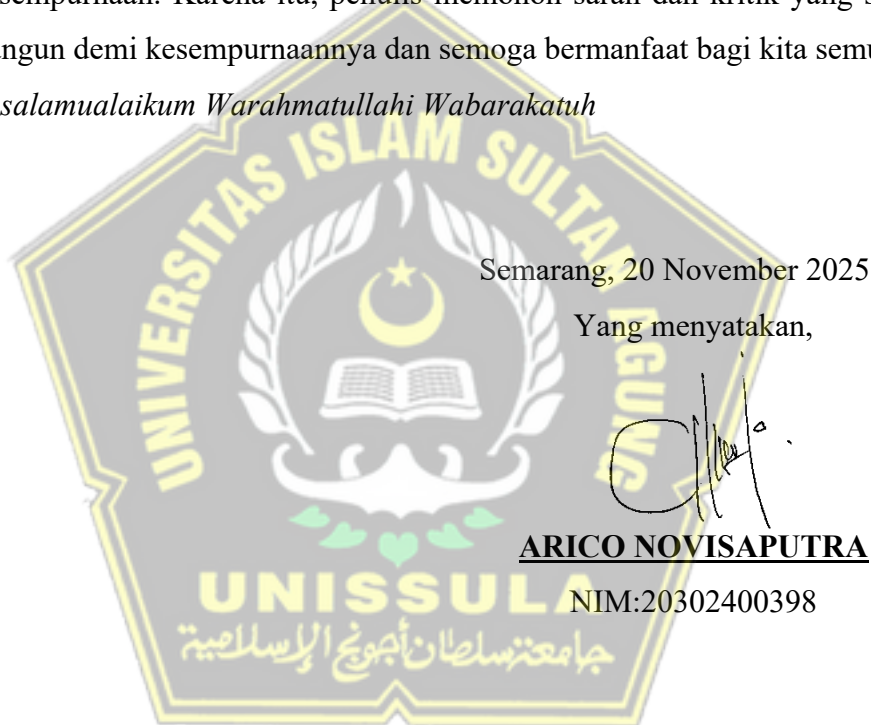 sempurnaan. Karena itu, penulis memohon saran dan kritik yang s
ngun demi kesempurnaannya dan semoga bermanfaat bagi kita semu
salamualaikum Warahmatullahi Wabarakatuh
UNIVERSITAS ISLAM SULTAN AGUNG
Semarang, 20 November 2025
Yang menyatakan,
ARICO NOVISAPUTRA
NIM:20302400398
UNISSULA
جامعة سلطان أجونج الإسلامية